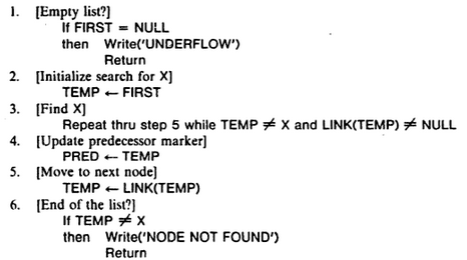 1. [Empty list?]
If FIRST = NULL
then Write('UNDERFLOW')
Return
2. [Initialize search for X]
TEMP ← FIRST
3. [Find X]
Repeat thru step 5 while TEMP ≠ X and LINK(TEMP) ≠ NULL
4. [Update predecessor marker]
PRED ← TEMP
5. [Move to next node]
TEMP ← LINK(TEMP)
6. [End of the list?]
If TEMP ≠ X
then Write('NODE NOT FOUND')
Return